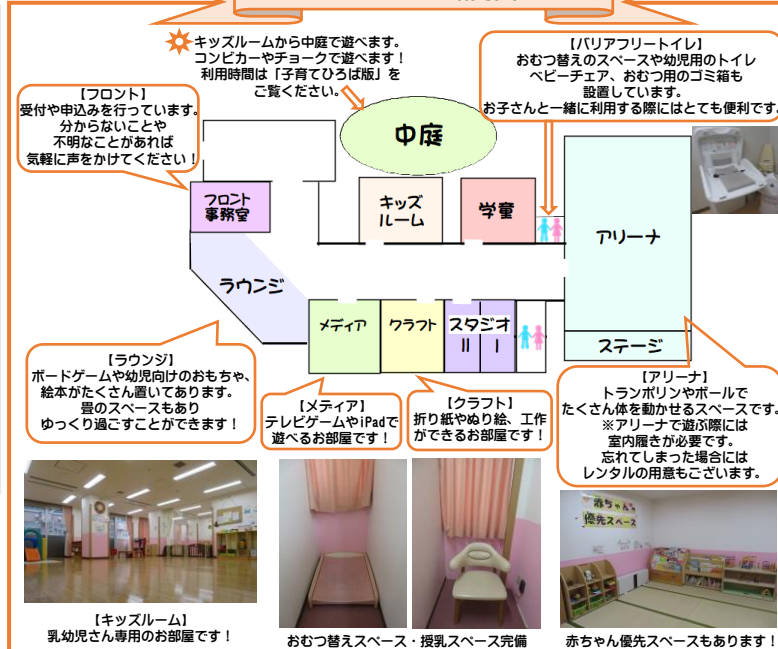 キッズルームから中庭で遊べます。
コンビカーやチョークで遊べます！
利用時間は「子育てひろば版」を
ご覧ください。
【バリアフリートイレ】
おむつ替えのスペースや幼児用のトイレ
ベビーチェア、おむつ用のゴミ箱も
設置しています。
お子さんと一緒に利用する際にはとても便利です。
【フロント】
受付や申込みを行っています。
分からないことや
不明なことがあれば
気軽に声をかけてください！
中庭
フロント
事務室
キッズ
ルーム
学童
アリーナ
ラウンジ
メディア
クラフト
スタジオ
II I
ステージ
【ラウンジ】
ボードゲームや幼児向けのおもちゃ、
絵本がたくさん置いてあります。
畳のスペースもあり
ゆっくり過ごすことができます！
【メディア】
テレビゲームやiPadで
遊べるお部屋です！
【クラフト】
折り紙やぬり絵、工作
ができるお部屋です！
【アリーナ】
トランポリンやボールで
たくさん体を動かせるスペースです。
※アリーナで遊ぶ際には
室内履きが必要です。
忘れてしまった場合には
レンタルの用意もございます。
赤ちゃん
優先スペース
【キッズルーム】
乳幼児さん専用のお部屋です！
おむつ替えスペース・授乳スペース完備
赤ちゃん優先スペースもあります！